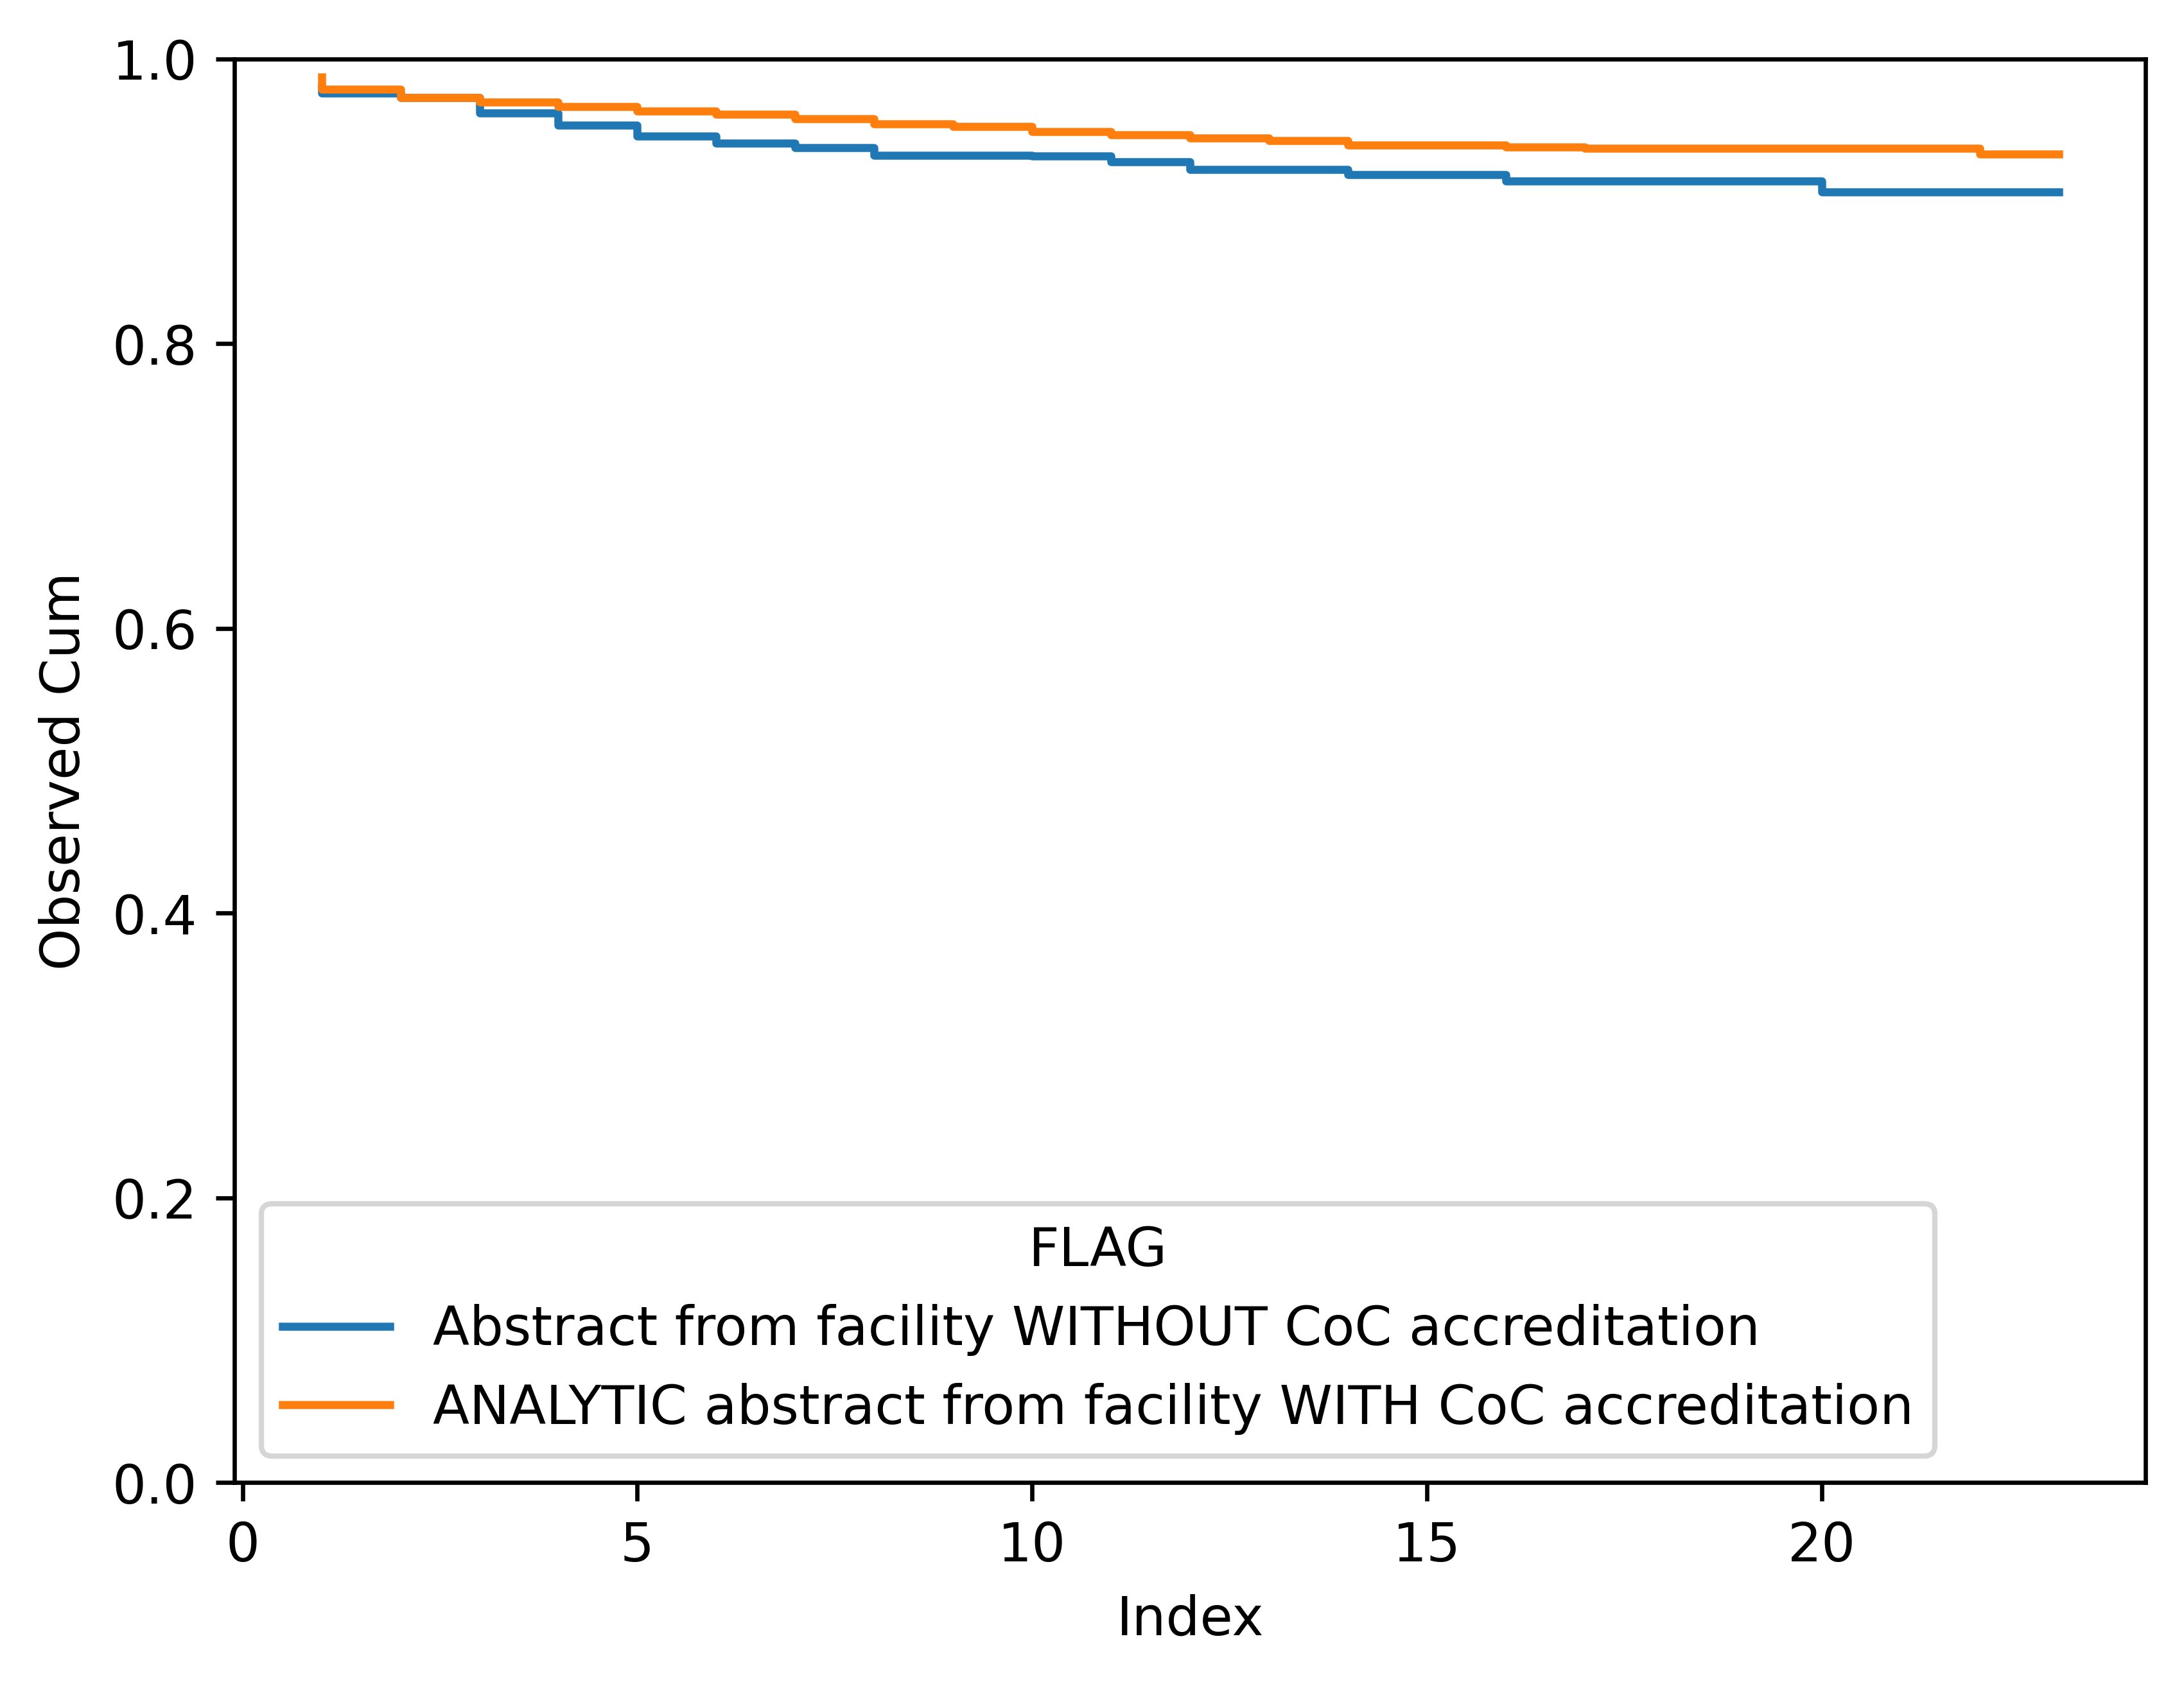 1.0
0.8
0.6
0.4
0.2
0.0
Observed Cum
FLAG
Abstract from facility WITHOUT CoC accreditation
ANALYTIC abstract from facility WITH CoC accreditation
0 5 10 15 20
Index